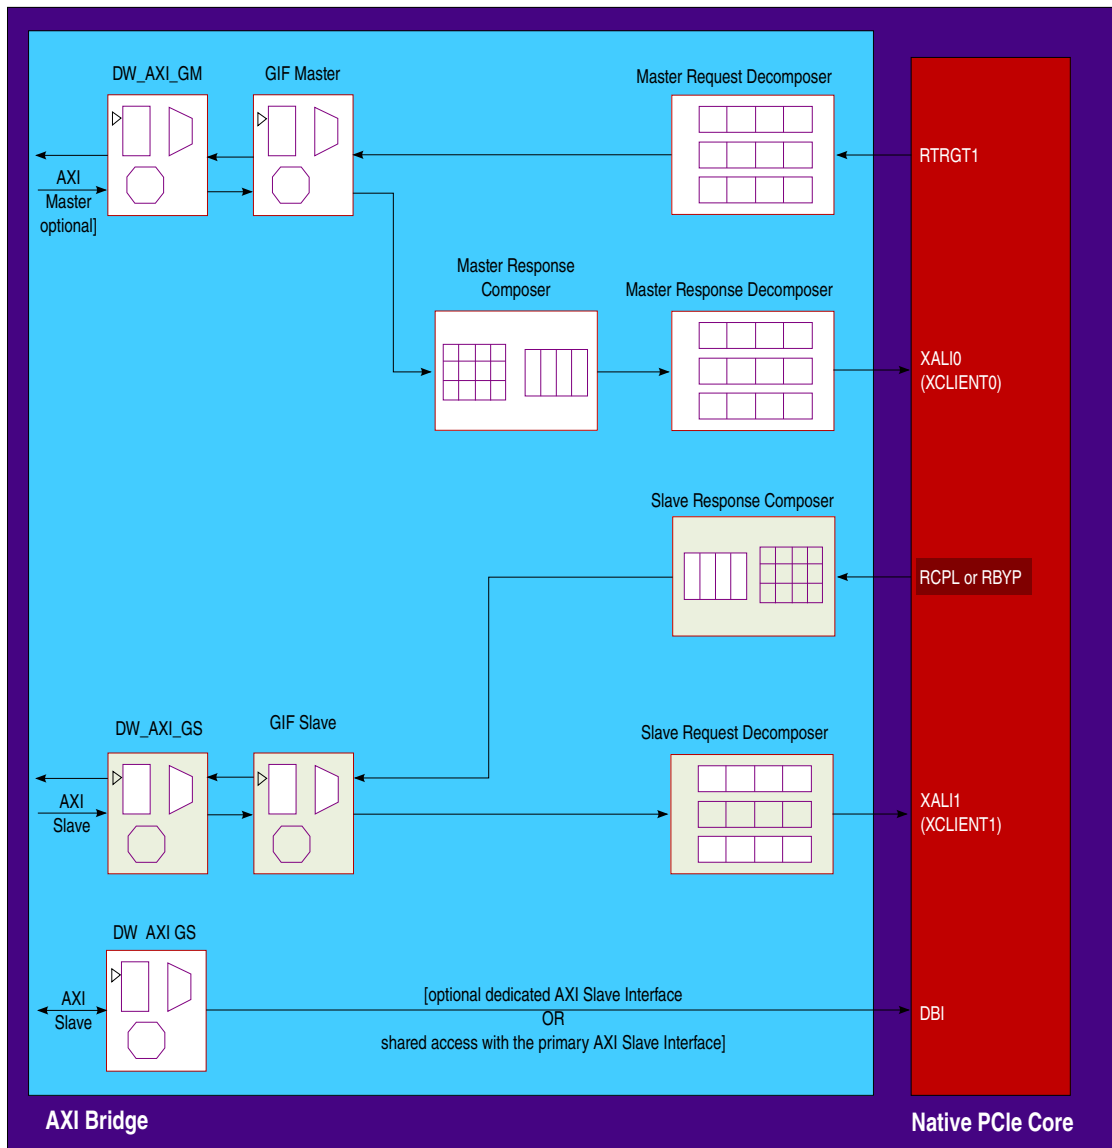 DW_AXI_GM
GIF Master
Master Request Decomposer
RTRGT1
AXI
Master
optional]
Master Response
Composer
Master Response Decomposer
XALI0
(XCLIENT0)
Slave Response Composer
RCPL or RBYP
DW_AXI_GS
GIF Slave
Slave Request Decomposer
AXI
Slave
XALI1
(XCLIENT1)
DW AXI GS
AXI
Slave
[optional dedicated AXI Slave Interface
OR
shared access with the primary AXI Slave Interface]
DBI
AXI Bridge
Native PCIe Core